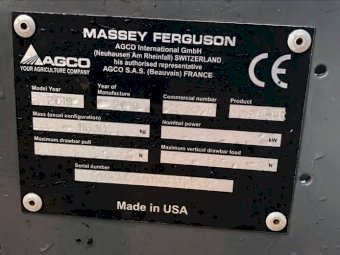 MASSEY FERGUSON
AGCO International GmbH
(Neuhausen Am Rheinfall) SWITZERLAND
his authorised representative
AGCO S.A.S. (Beauvais) FRANCE
AGCO
YOUR AGRICULTURE COMPANY
CE
Model Year
Year of
Manufacture
Commercial number
Product
2019
2019
Mass (usual configuration)
Nominal power
kg
kW
Maximum drawbar pull
Maximum vertical drawbar load
N
N
Serial number
Made in USA